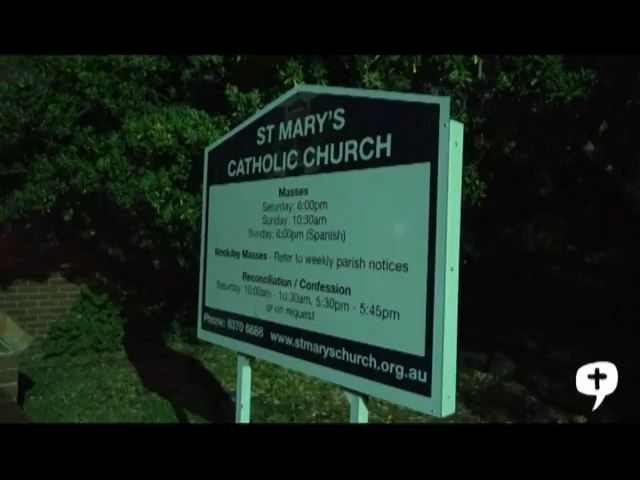 ST MARY'S
CATHOLIC CHURCH
Masses
Saturday: 6:00pm
Sunday: 10:30am
Sunday: 6:00pm (Spanish)
Weekday Masses - Refer to weekly parish notices
Reconciliation / Confession
Saturday: 10:00am - 10:30am, 5:30pm - 5:45pm
or on request
Phone: 9370 www.stmaryschurch.org.au